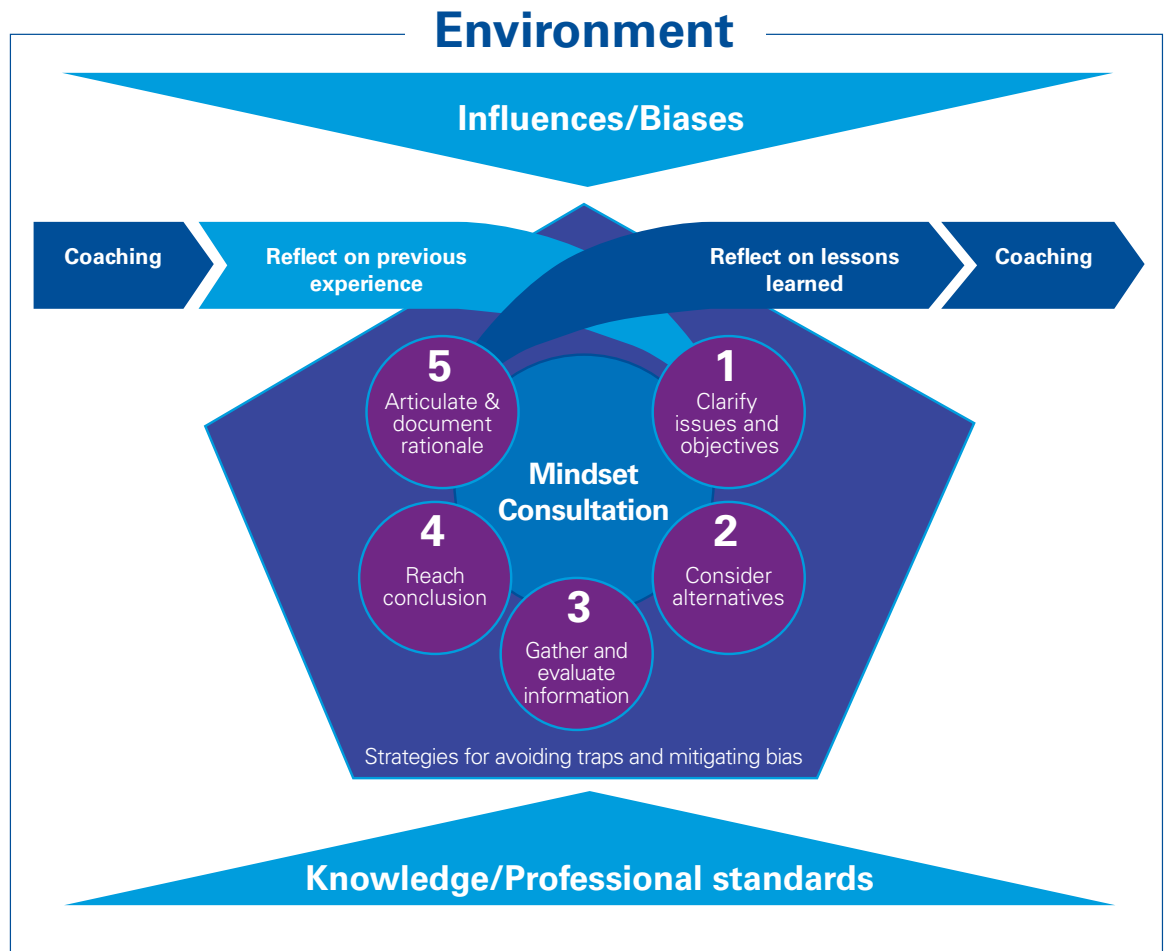 Environment
Influences/Biases
Coaching
Reflect on previous
experience
Reflect on lessons
learned
Coaching
5
Articulate &
document
rationale
1
Clarify
issues and
objectives
Mindset
Consultation
4
Reach
conclusion
2
Consider
alternatives
3
Gather and
evaluate
information
Strategies for avoiding traps and mitigating bias
Knowledge/Professional standards